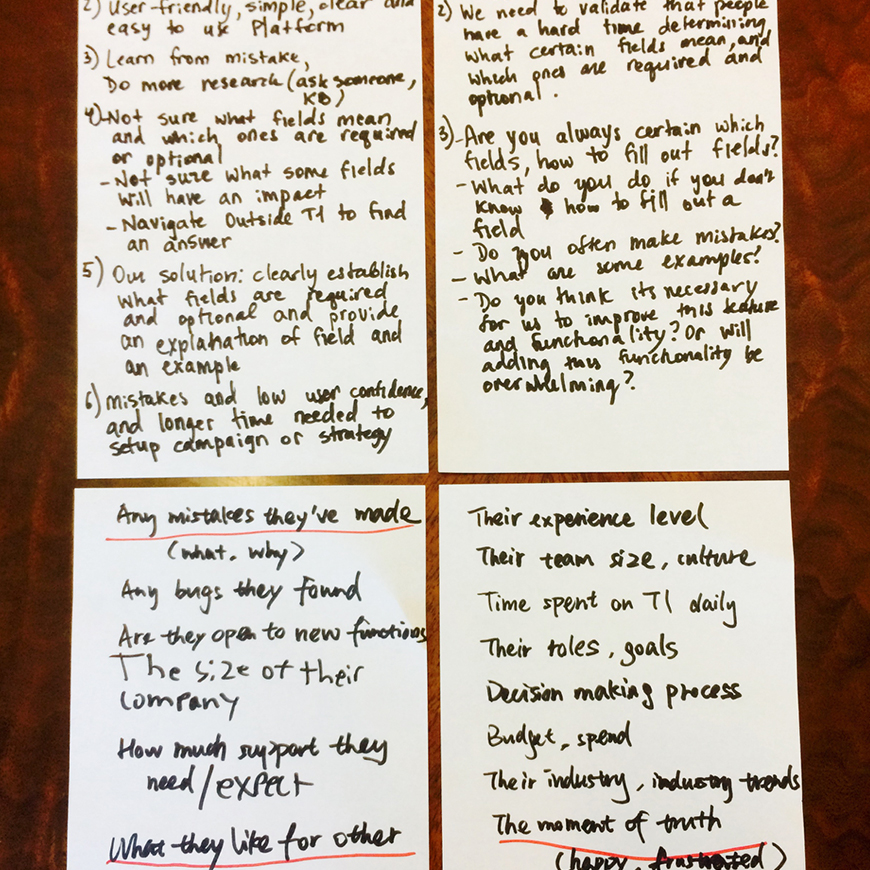 2) User-friendly, simple, clear and
easy to use Platform
3) Learn from mistake,
Do more research (ask someone,
KB)
4) - Not sure what fields mean
and which ones are required
or optional
- Not sure what some fields
will have an impact
- Navigate Outside T1 to find
an answer
5) Our solution: clearly establish
what fields are required
and optional and provide
an explanation of field and
an example
6) mistakes and low user confidence,
and longer time needed to
setup campaign or strategy
2) We need to validate that people
have a hard time determining
what certain fields mean, and
which ones are required and
optional.
3) - Are you always certain which
fields, how to fill out fields?
- What do you do if you don't
know how to fill out a
field
- Do you often make mistakes?
- What are some examples?
- Do you think its necessary
for us to improve this feature
and functionality? Or will
adding this functionality be
overwhelming?
Any mistakes they've made
(what, why)
Any bugs they found
Are they open to new functions
The size of their
company
How much support they
need/expect
What they like for other
Their experience level
Their team size, culture
Time spent on T1 daily
Their roles, goals
Decision making process
Budget, spend
Their industry, industry trends
The moment of truth
(happy, frustrated)